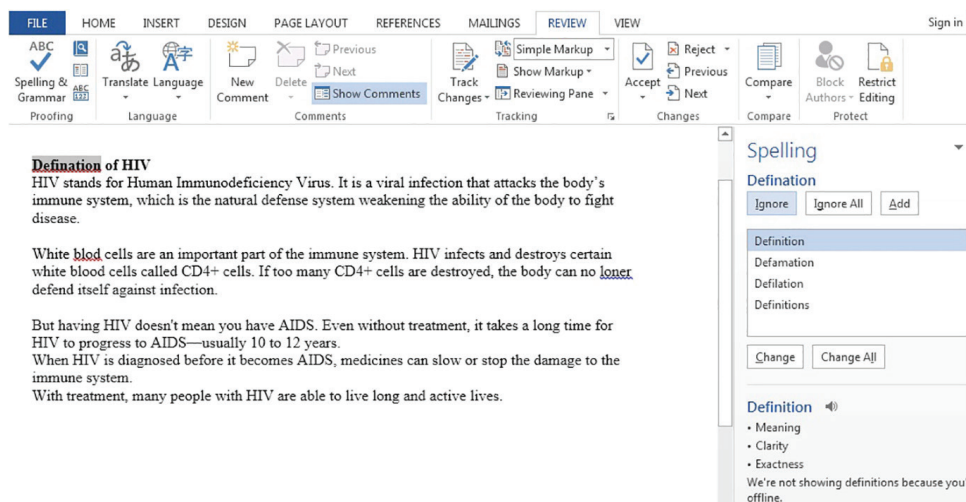 FILE HOME INSERT DESIGN PAGE LAYOUT REFERENCES MAILINGS REVIEW VIEW Sign in
ABC
Spelling & Grammar
ABC 123
Proofing
Translate Language
Language
New Comment
Delete
Previous
Next
Show Comments
Comments
Track Changes
Simple Markup
Show Markup
Reviewing Pane
Tracking
Accept
Reject
Previous
Next
Changes
Compare
Compare
Block Authors
Restrict Editing
Protect
Defination of HIV
HIV stands for Human Immunodeficiency Virus. It is a viral infection that attacks the body's
immune system, which is the natural defense system weakening the ability of the body to fight
disease.
White blod cells are an important part of the immune system. HIV infects and destroys certain
white blood cells called CD4+ cells. If too many CD4+ cells are destroyed, the body can no loner
defend itself against infection.
But having HIV doesn't mean you have AIDS. Even without treatment, it takes a long time for
HIV to progress to AIDS—usually 10 to 12 years.
When HIV is diagnosed before it becomes AIDS, medicines can slow or stop the damage to the
immune system.
With treatment, many people with HIV are able to live long and active lives.
Spelling
Defination
Ignore Ignore All Add
Definition
Defamation
Defilation
Definitions
Change Change All
Definition
• Meaning
• Clarity
• Exactness
We're not showing definitions because you'
offline.